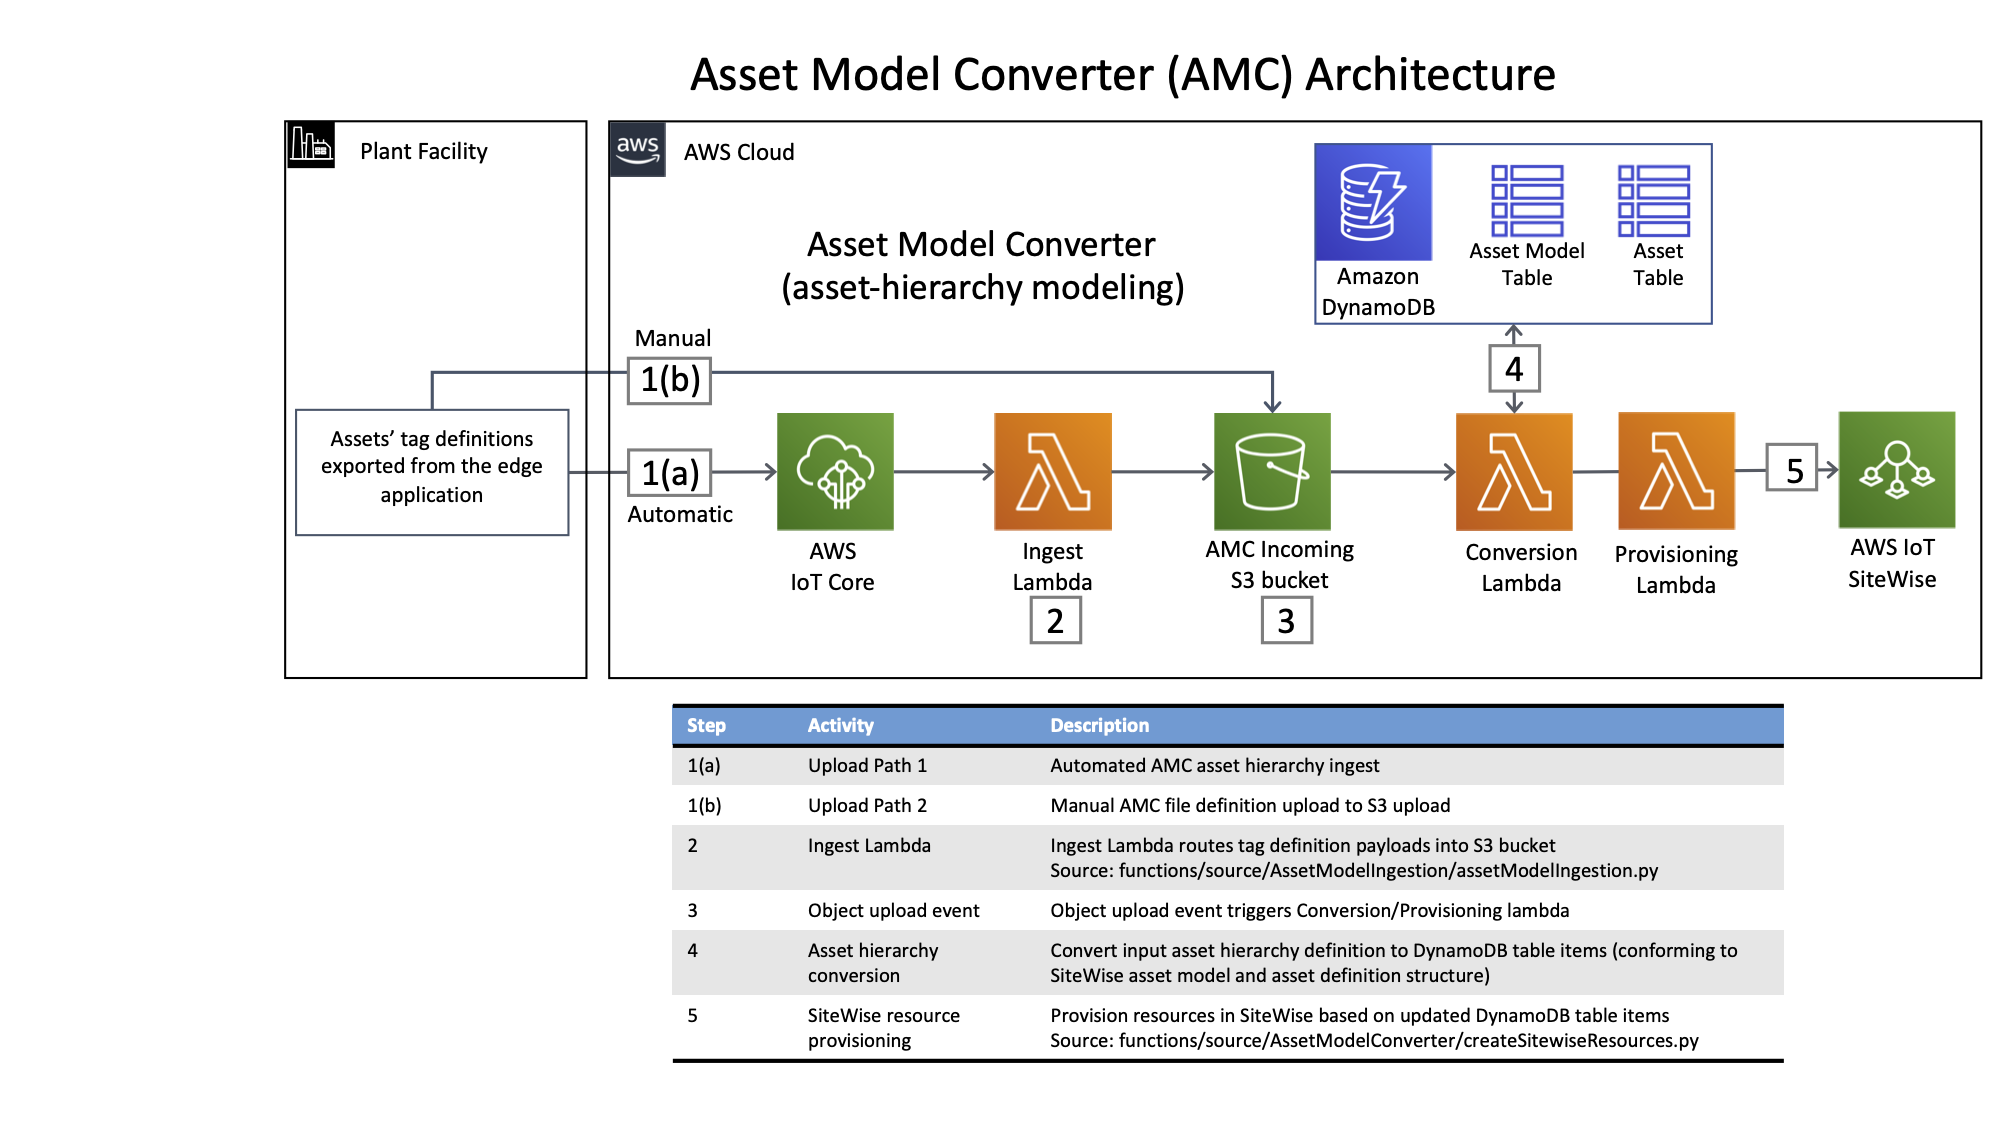 Asset Model Converter (AMC) Architecture
Plant Facility
aws
AWS Cloud
Asset Model Converter
(asset-hierarchy modeling)
Amazon
DynamoDB
Asset Model
Table
Asset
Table
Manual
1(b)
4
Assets’ tag definitions
exported from the edge
application
1(a)
Automatic
5
AWS
IoT Core
Ingest
Lambda
2
AMC Incoming
S3 bucket
3
Conversion
Lambda
Provisioning
Lambda
AWS IoT
SiteWise
Step Activity Description
1(a) Upload Path 1 Automated AMC asset hierarchy ingest
1(b) Upload Path 2 Manual AMC file definition upload to S3 upload
2 Ingest Lambda Ingest Lambda routes tag definition payloads into S3 bucket
Source: functions/source/AssetModelIngestion/assetModelIngestion.py
3 Object upload event Object upload event triggers Conversion/Provisioning lambda
4 Asset hierarchy Convert input asset hierarchy definition to DynamoDB table items (conforming to
conversion SiteWise asset model and asset definition structure)
5 SiteWise resource Provision resources in SiteWise based on updated DynamoDB table items
provisioning Source: functions/source/AssetModelConverter/createSitewiseResources.py